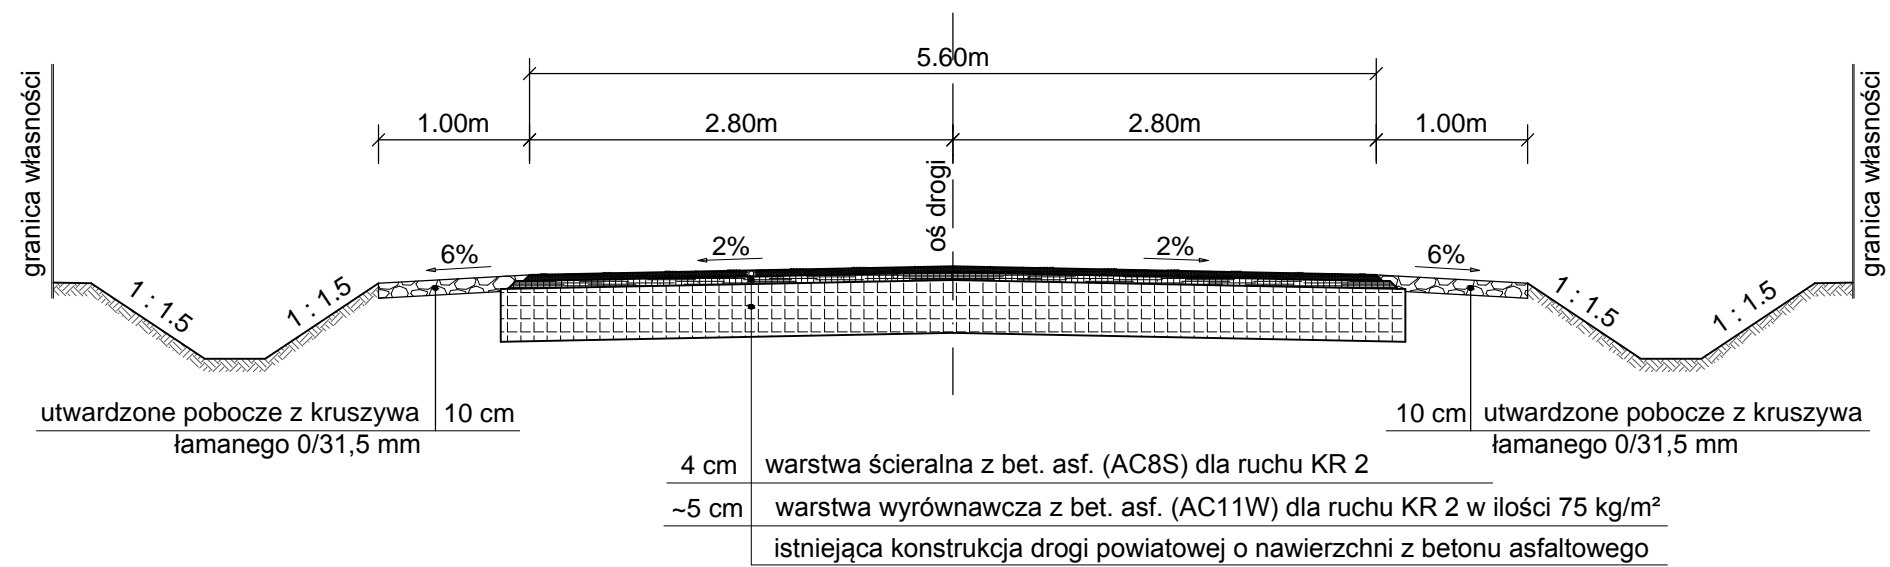 5.60m
1.00m
2.80m
2.80m
1.00m
granica własności
oś drogi
granica własności
6%
2%
2%
6%
1 : 1.5
1 : 1.5
1 : 1.5
1 : 1.5
utwardzone pobocze z kruszywa
łamanego 0/31,5 mm
10 cm
10 cm
utwardzone pobocze z kruszywa
łamanego 0/31,5 mm
4 cm warstwa ścieralna z bet. asf. (AC8S) dla ruchu KR 2
~5 cm warstwa wyrównawcza z bet. asf. (AC11W) dla ruchu KR 2 w ilości 75 kg/m²
istniejąca konstrukcja drogi powiatowej o nawierzchni z betonu asfaltowego